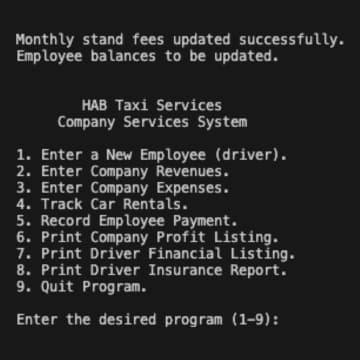 Monthly stand fees updated successfully.
Employee balances to be updated.
HAB Taxi Services
Company Services System
1. Enter a New Employee (driver).
2. Enter Company Revenues.
3. Enter Company Expenses.
4. Track Car Rentals.
5. Record Employee Payment.
6. Print Company Profit Listing.
7. Print Driver Financial Listing.
8. Print Driver Insurance Report.
9. Quit Program.
Enter the desired program (1-9):